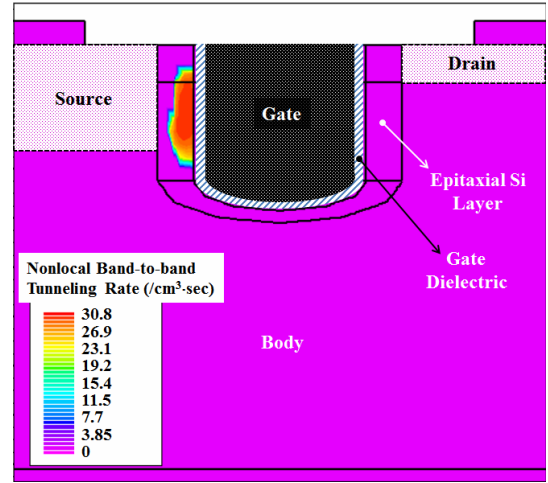 Source
Gate
Drain
Epitaxial Si
Layer
Gate
Dielectric
Body
Nonlocal Band-to-band
Tunneling Rate (/cm³·sec)
30.8
26.9
23.1
19.2
15.4
11.5
7.7
3.85
0